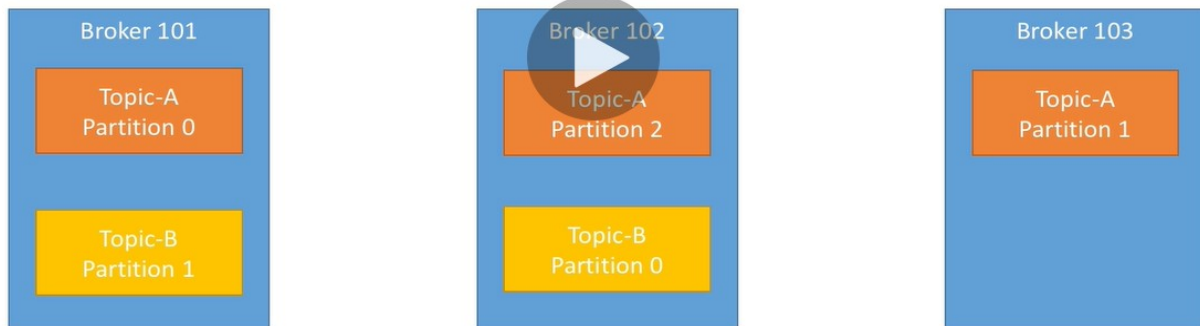 Broker 101
Topic-A
Partition 0
Topic-B
Partition 1
Broker 102
Topic-A
Partition 2
Topic-B
Partition 0
Broker 103
Topic-A
Partition 1